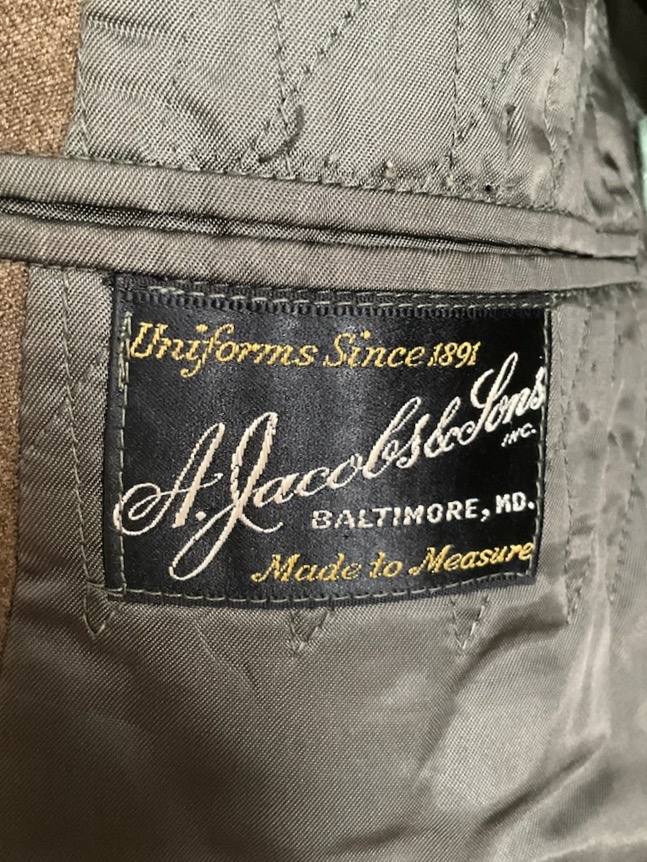 Uniforms Since 1891
A. Jacobs & Sons
INC.
BALTIMORE, MD.
Made to Measure